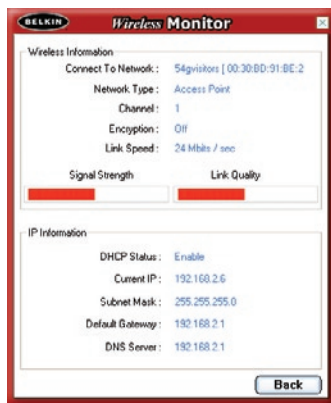 BELKIN Wireless Monitor
Wireless Information
Connect To Network : 54gvisitors [ 00:30:BD:91:BE:2
Network Type : Access Point
Channel : 1
Encryption : Off
Link Speed : 24 Mbits / sec
Signal Strength Link Quality
IP Information
DHCP Status : Enable
Current IP : 192.168.2.6
Subnet Mask : 255.255.255.0
Default Gateway : 192.168.2.1
DNS Server : 192.168.2.1
Back